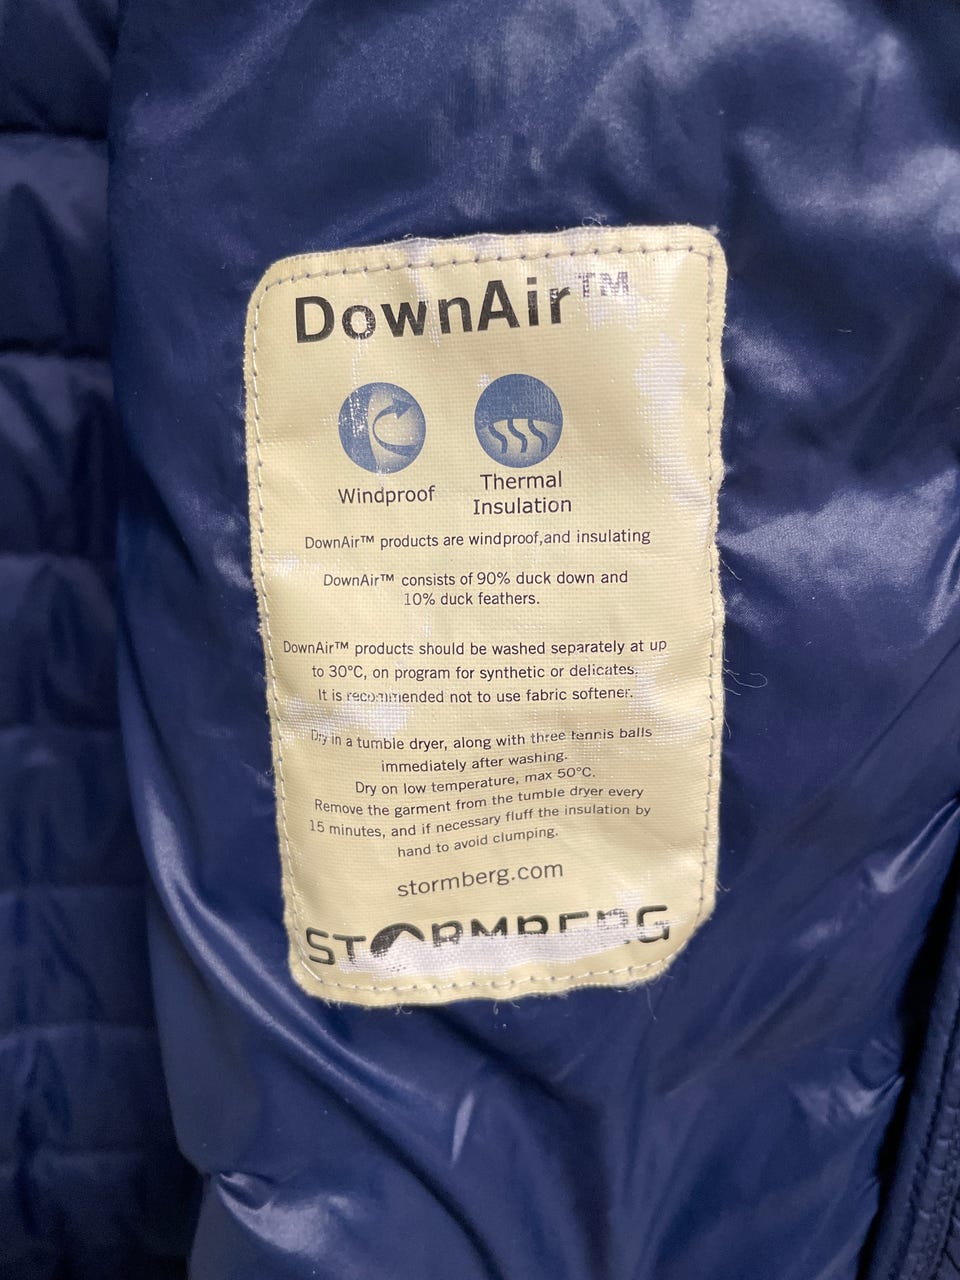 DownAir™
Windproof
Thermal
Insulation
DownAir™ products are windproof,and insulating
DownAir™ consists of 90% duck down and
10% duck feathers.
DownAir™ products should be washed separately at up
to 30°C, on program for synthetic or delicates.
It is recommended not to use fabric softener.
Dry in a tumble dryer, along with three tennis balls
immediately after washing.
Dry on low temperature, max 50°C.
Remove the garment from the tumble dryer every
15 minutes, and if necessary fluff the insulation by
hand to avoid clumping.
stormberg.com
STORMBERG